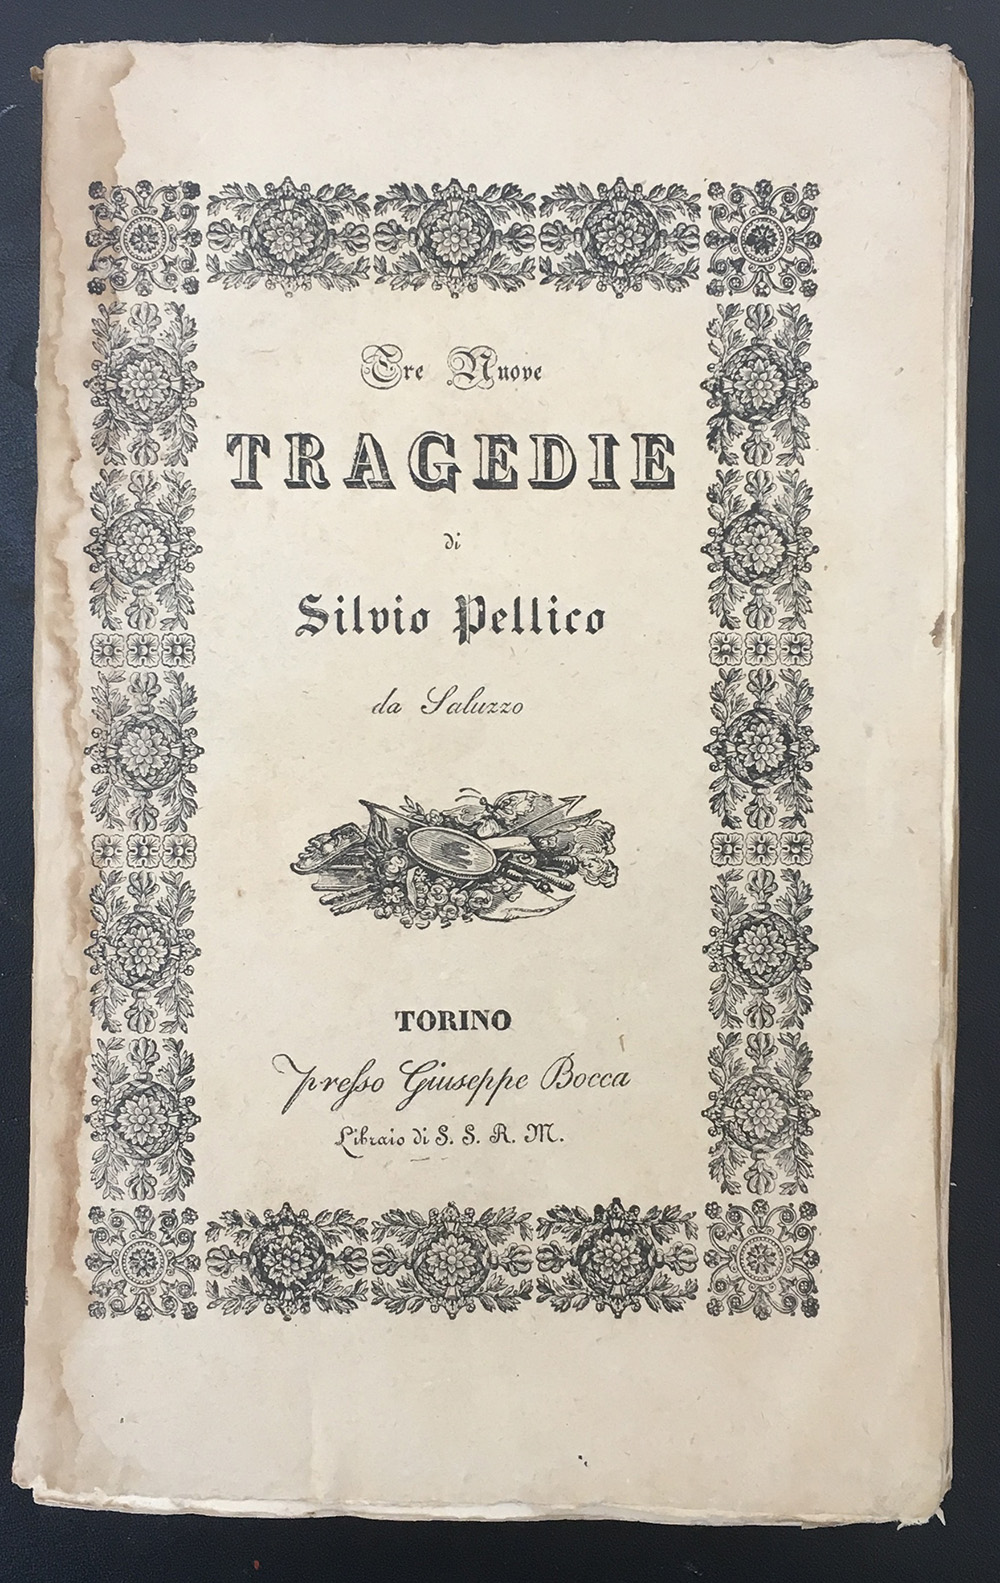 Tre Nuove
TRAGEDIE
di
Silvio Pellico
da Saluzzo
TORINO
presso Giuseppe Bocca
Libraio di S. S. R. M.